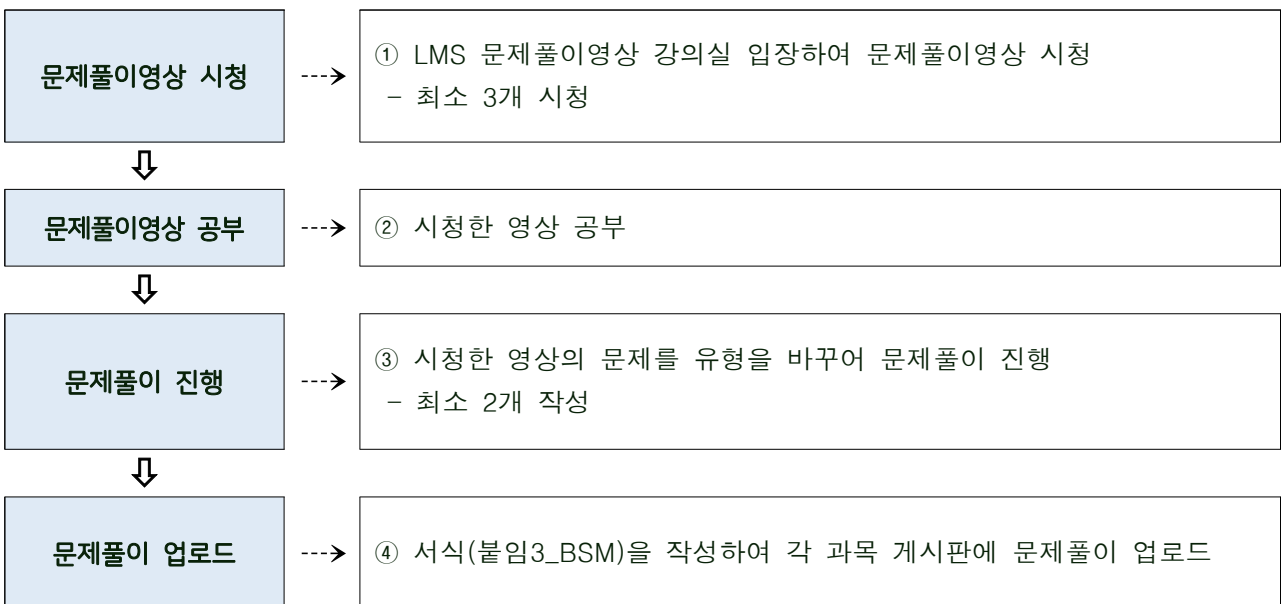 문제풀이영상 시청
① LMS 문제풀이영상 강의실 입장하여 문제풀이영상 시청
- 최소 3개 시청
문제풀이영상 공부
② 시청한 영상 공부
문제풀이 진행
③ 시청한 영상의 문제를 유형을 바꾸어 문제풀이 진행
- 최소 2개 작성
문제풀이 업로드
④ 서식(붙임3_BSM)을 작성하여 각 과목 게시판에 문제풀이 업로드